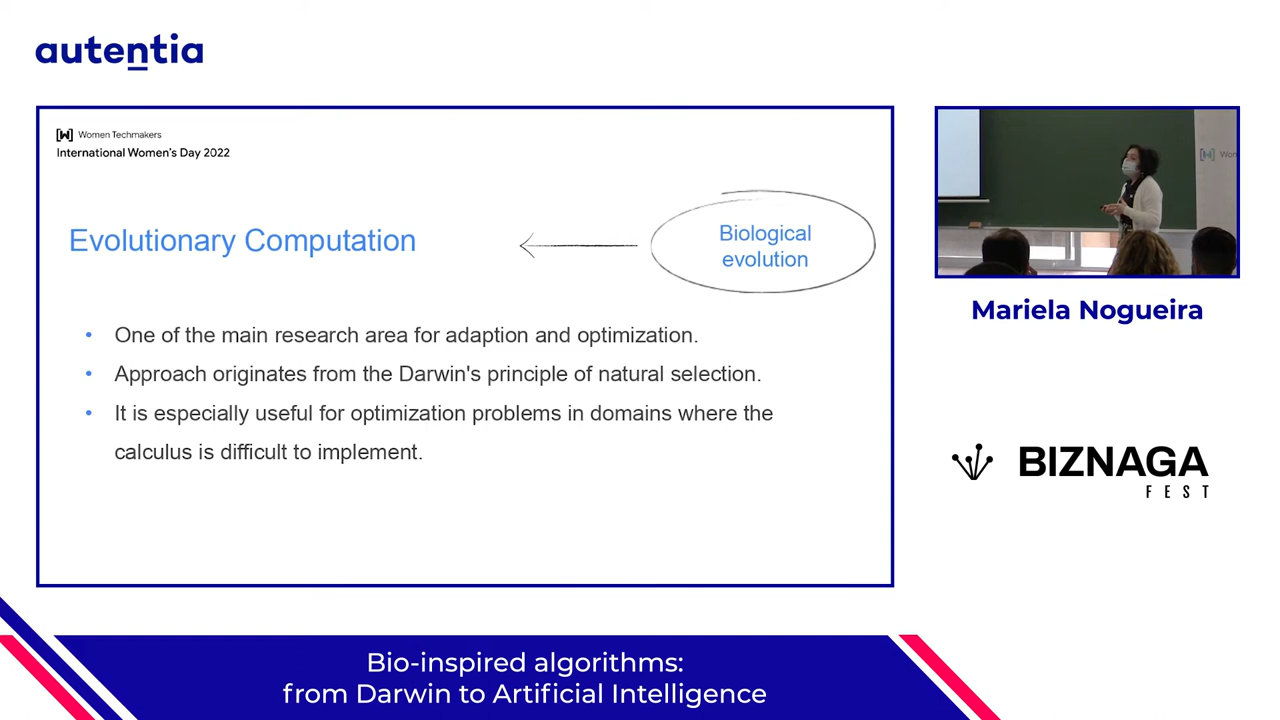 autentia
Women Techmakers
International Women's Day 2022
Evolutionary Computation
Biological
evolution
• One of the main research area for adaption and optimization.
• Approach originates from the Darwin's principle of natural selection.
• It is especially useful for optimization problems in domains where the
calculus is difficult to implement.
Wom
Mariela Nogueira
BIZNAGA
FEST
Bio-inspired algorithms:
from Darwin to Artificial Intelligence